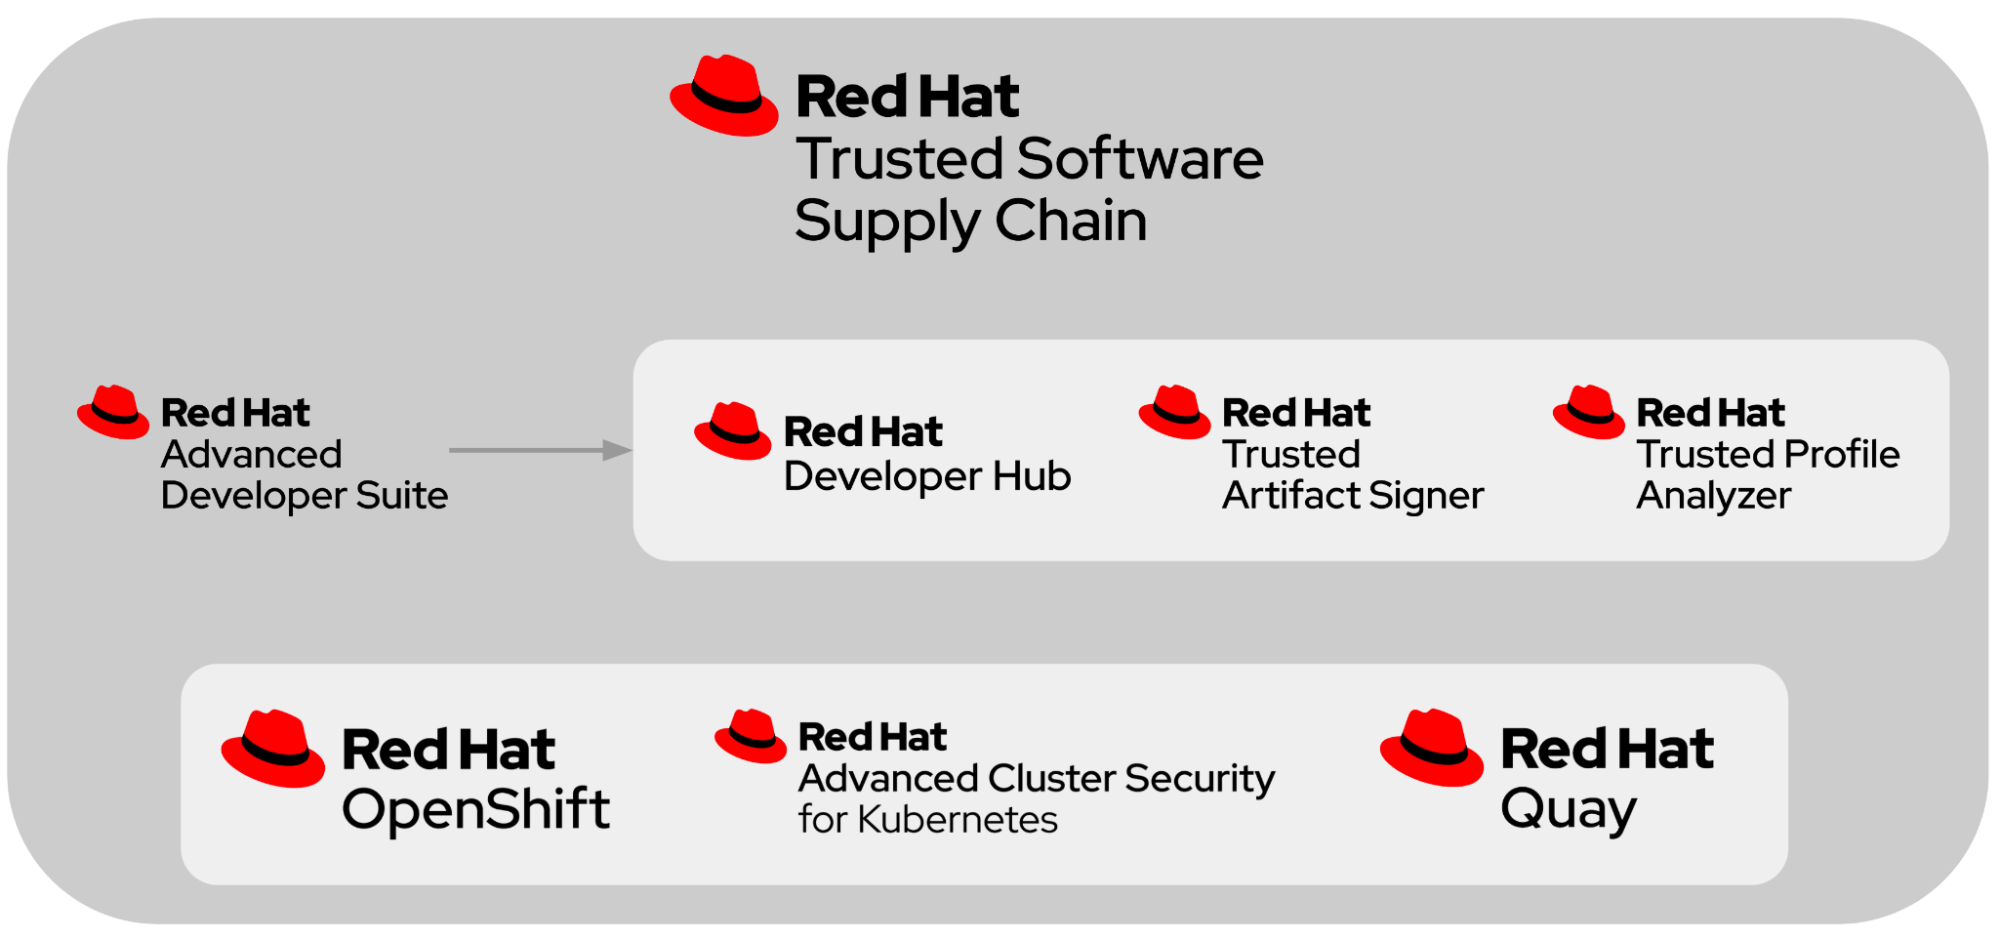 Red Hat
Trusted Software
Supply Chain
Red Hat
Advanced
Developer Suite
Red Hat
Developer Hub
Red Hat
Trusted
Artifact Signer
Red Hat
Trusted Profile
Analyzer
Red Hat
OpenShift
Red Hat
Advanced Cluster Security
for Kubernetes
Red Hat
Quay